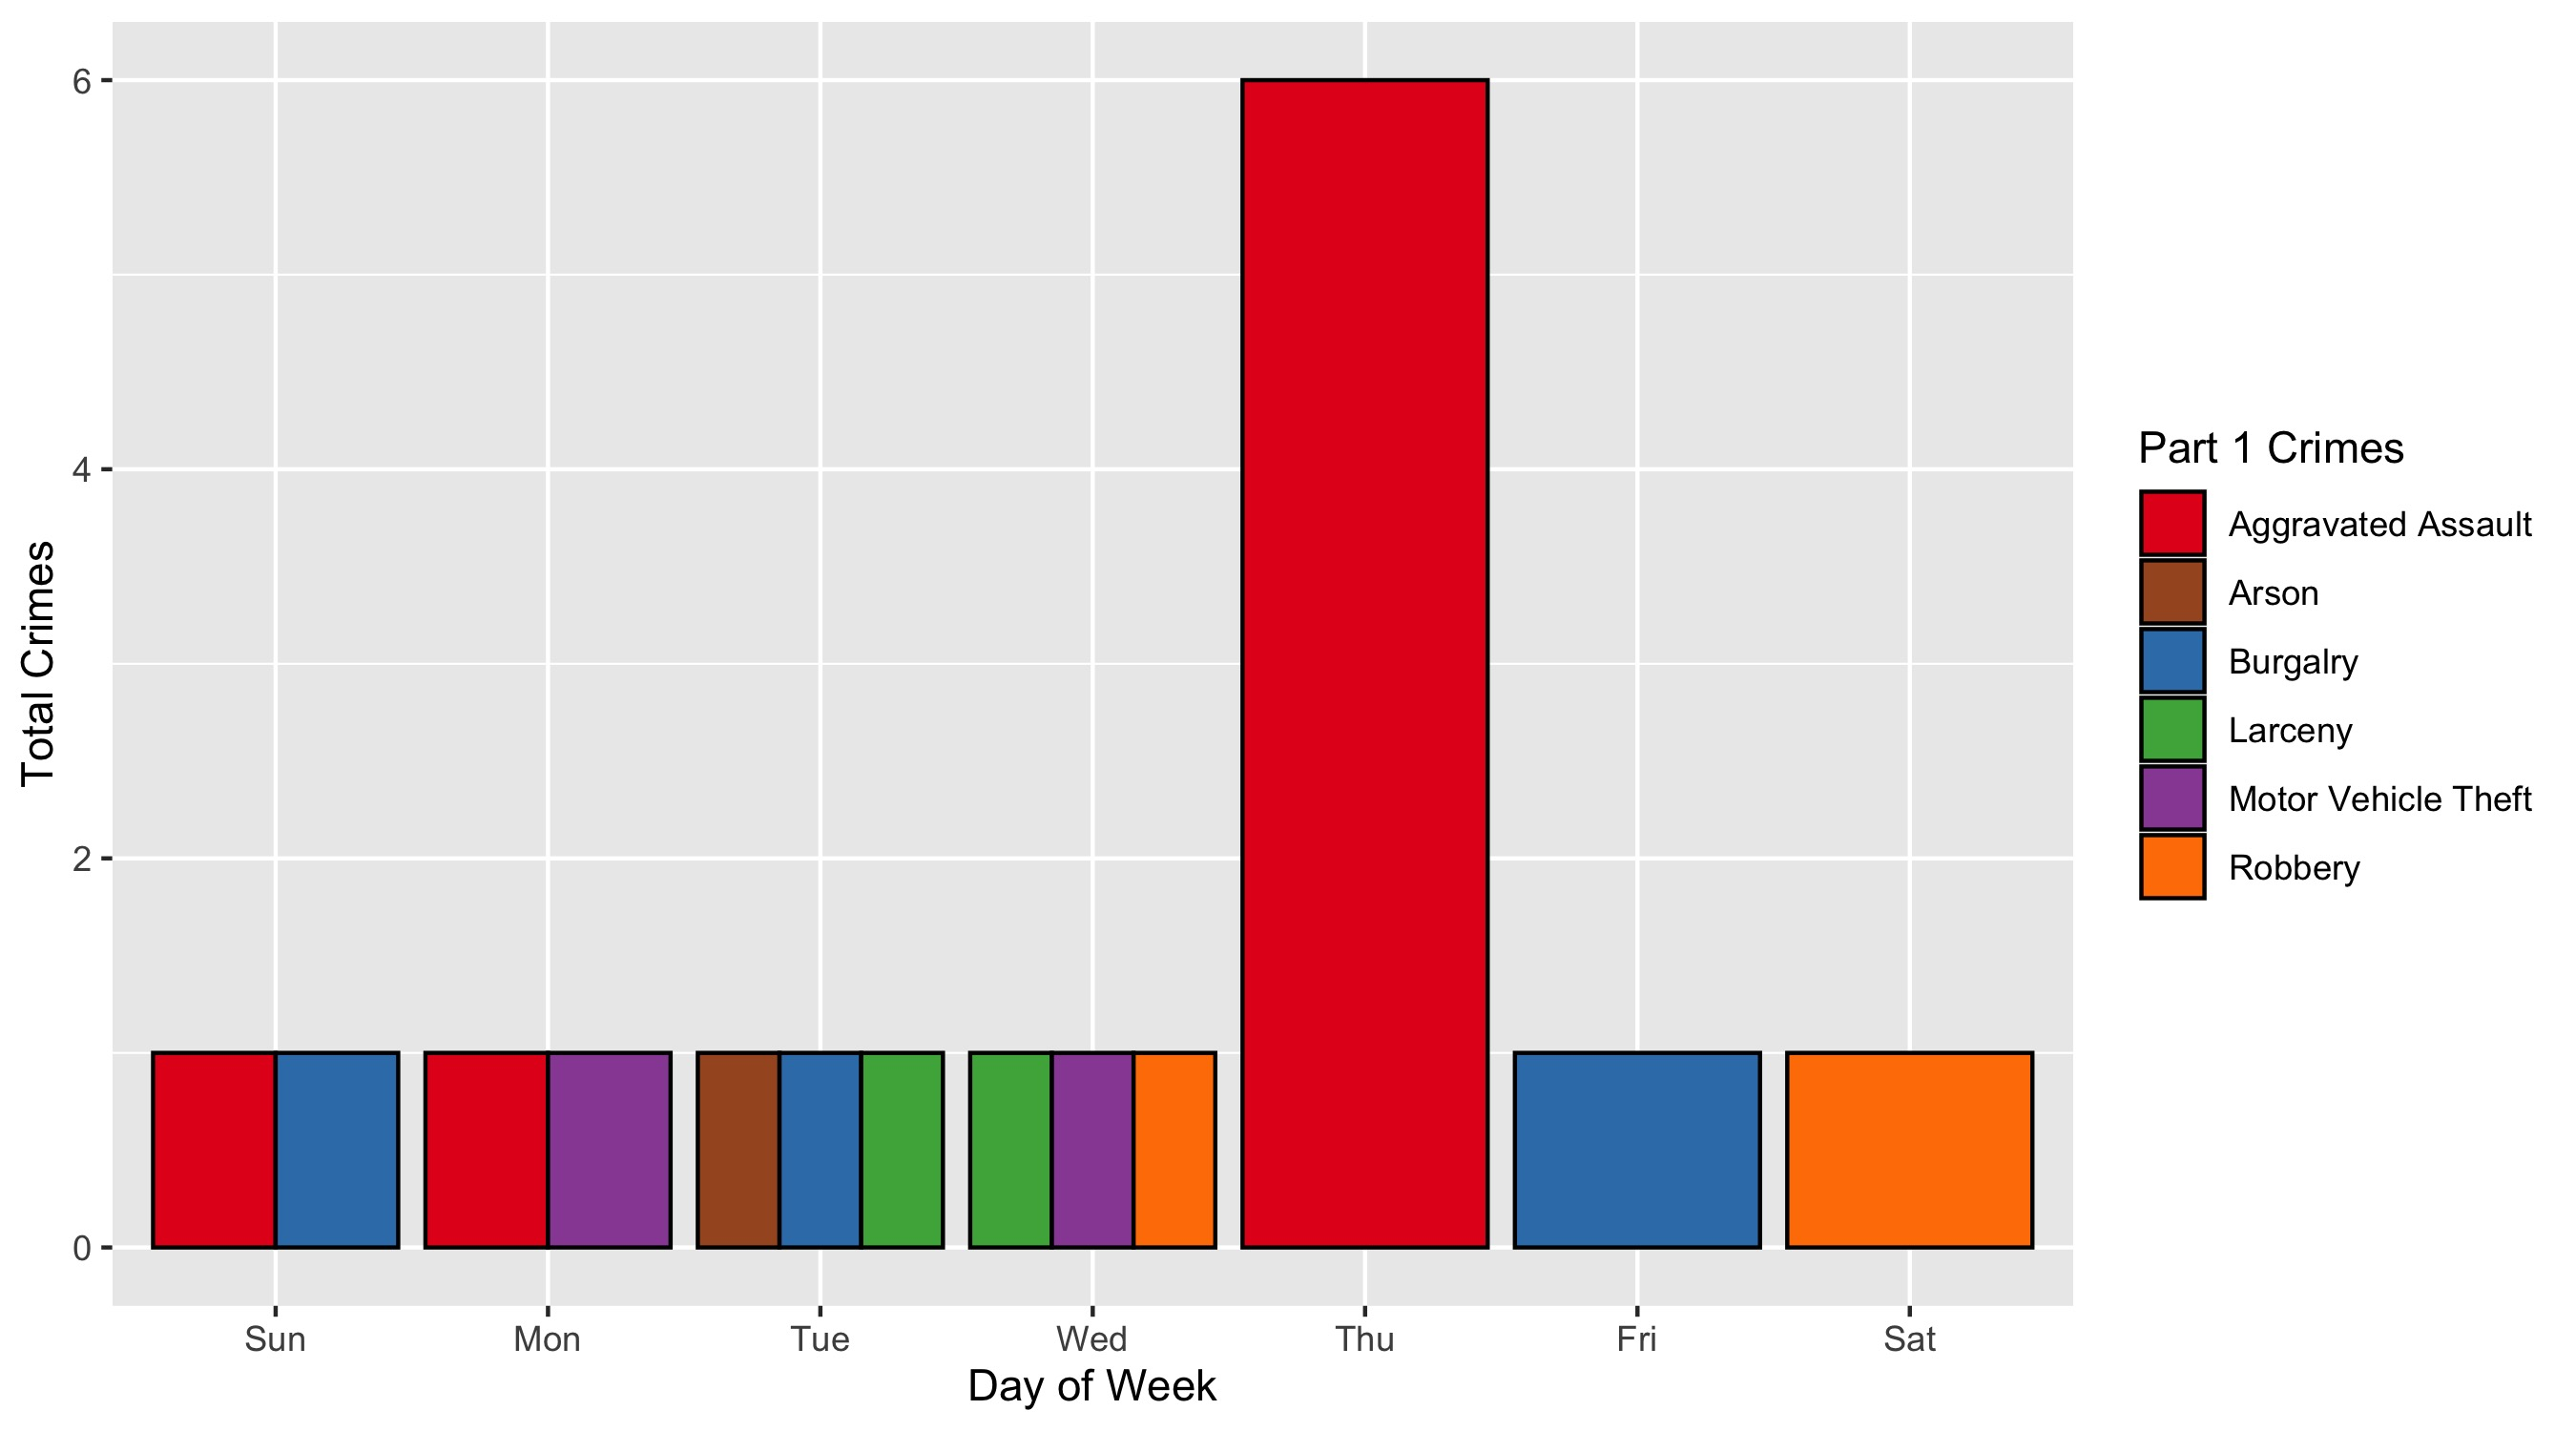 6
4
2
0
Total Crimes
Sun Mon Tue Wed Thu Fri Sat
Day of Week
Part 1 Crimes
Aggravated Assault
Arson
Burgalry
Larceny
Motor Vehicle Theft
Robbery